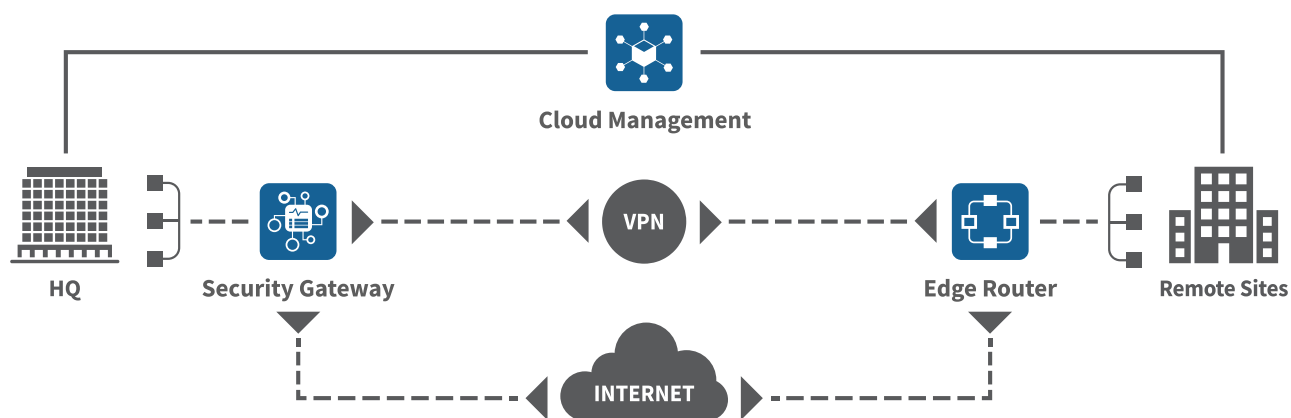 Cloud Management
VPN
HQ
Security Gateway
Edge Router
Remote Sites
INTERNET